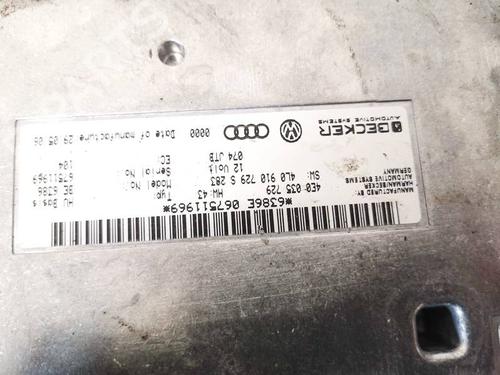 *6386E 067511969*
MANUFACTURED BY:
HARMAN/BECKER
AUTOMOTIVE SYSTEMS
GERMANY
4E0 035 729 HW: 43 Typ: HU Basis
SW: 4L0 910 729 S 283 Model No: BE 6386
12 Volt Serial No: 67511969
074 JTB EC: 104
BECKER
AUTOMOTIVE SYSTEMS
0000 Date of manufacture 29 05 06